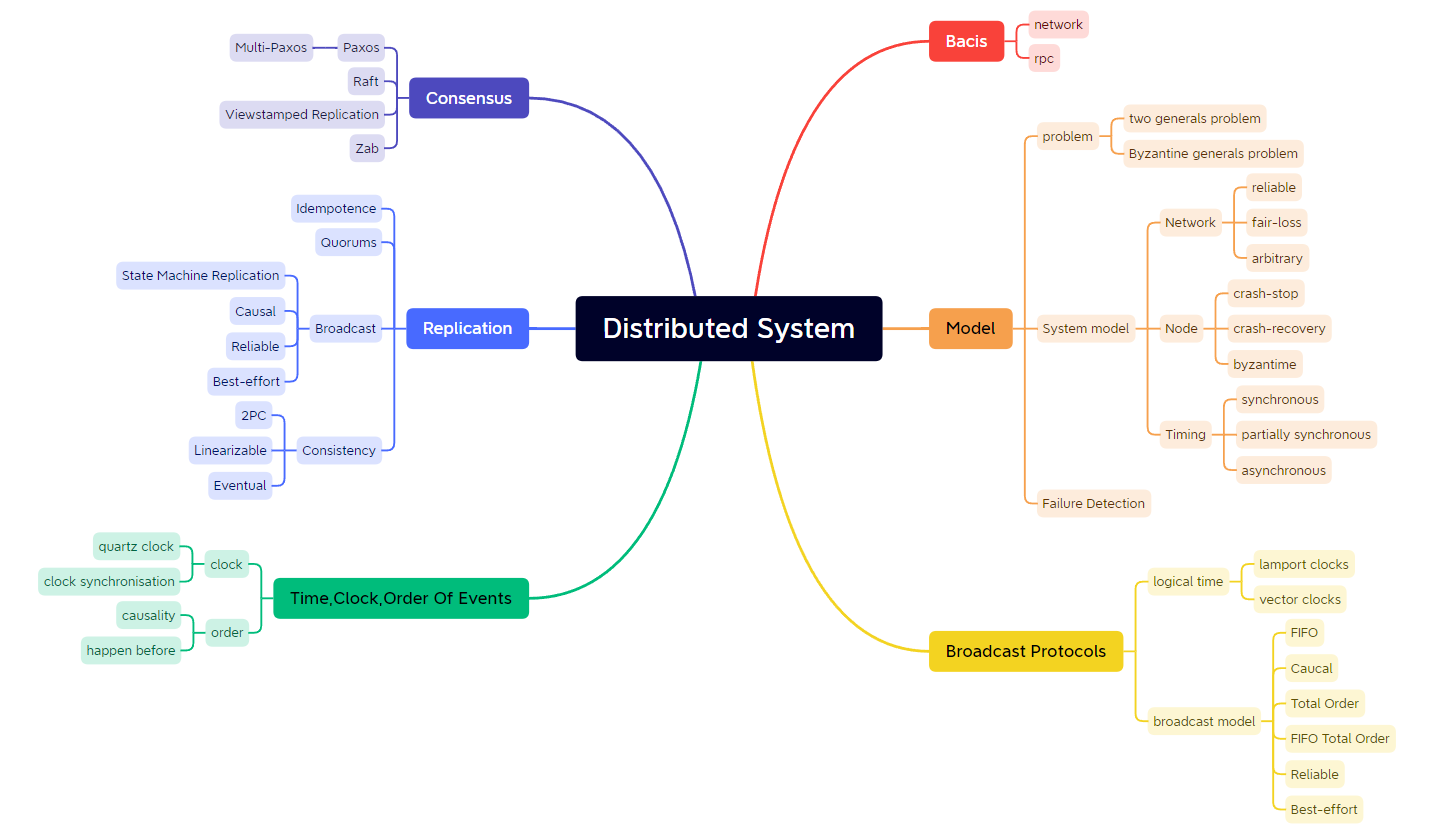 Distributed System
Bacis
network
rpc
Model
problem
two generals problem
Byzantine generals problem
System model
Network
reliable
fair-loss
arbitrary
Node
crash-stop
crash-recovery
byzantime
Timing
synchronous
partially synchronous
asynchronous
Failure Detection
Broadcast Protocols
logical time
lamport clocks
vector clocks
broadcast model
FIFO
Caucal
Total Order
FIFO Total Order
Reliable
Best-effort
Consensus
Paxos
Multi-Paxos
Raft
Viewstamped Replication
Zab
Replication
Idempotence
Quorums
Broadcast
State Machine Replication
Causal
Reliable
Best-effort
Consistency
2PC
Linearizable
Eventual
Time,Clock,Order Of Events
clock
quartz clock
clock synchronisation
order
causality
happen before